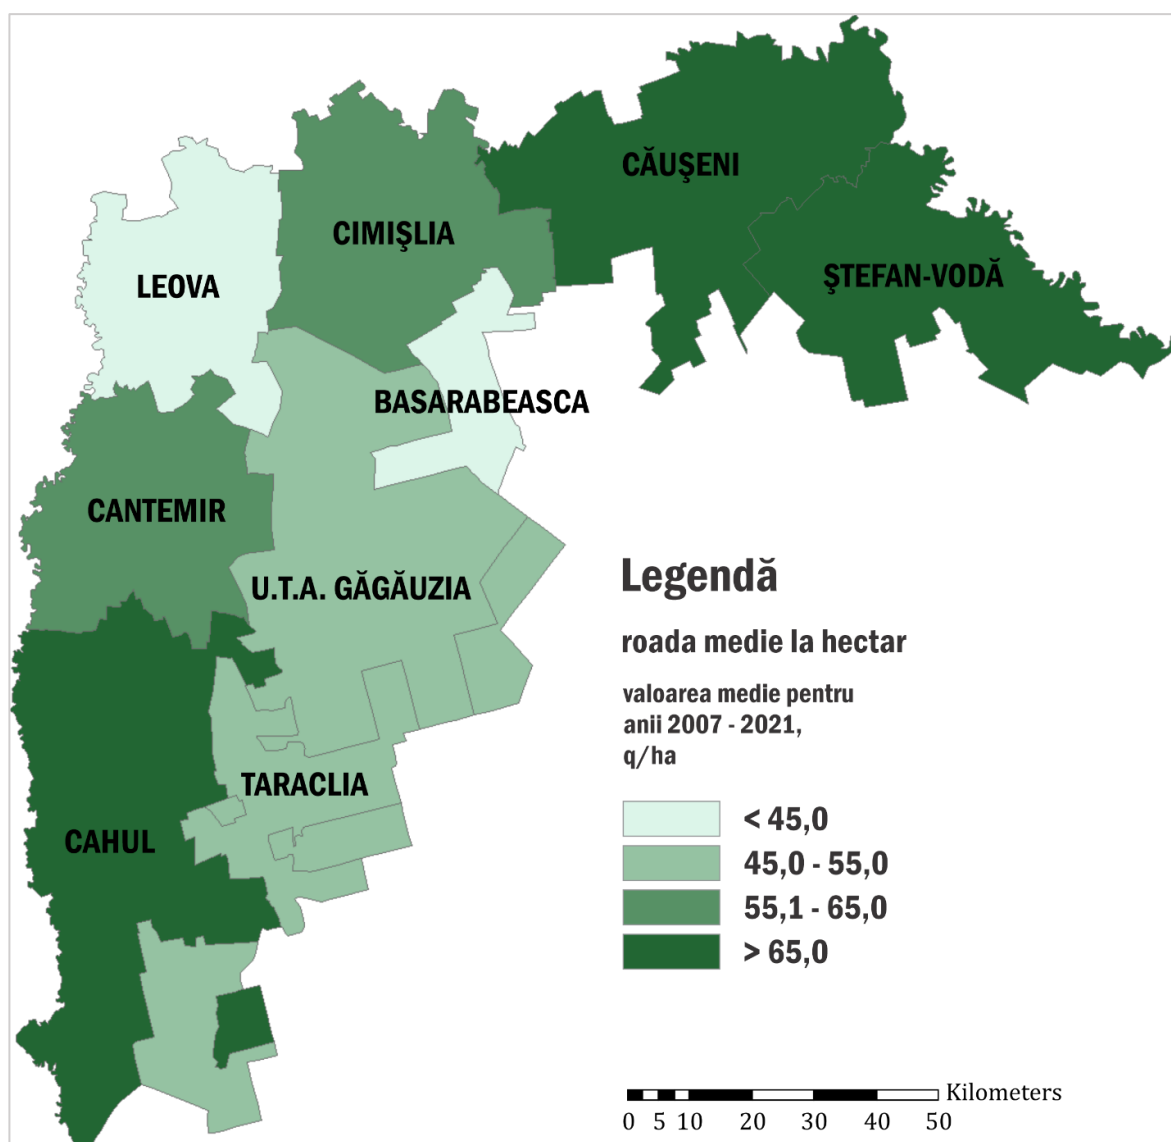 CĂUŞENI
CIMIŞLIA
ŞTEFAN-VODĂ
LEOVA
BASARABEASCA
CANTEMIR
U.T.A. GĂGĂUZIA
TARACLIA
CAHUL
Legendă
roada medie la hectar
valoarea medie pentru
anii 2007 - 2021,
q/ha
< 45,0
45,0 - 55,0
55,1 - 65,0
> 65,0
Kilometers
0 5 10 20 30 40 50